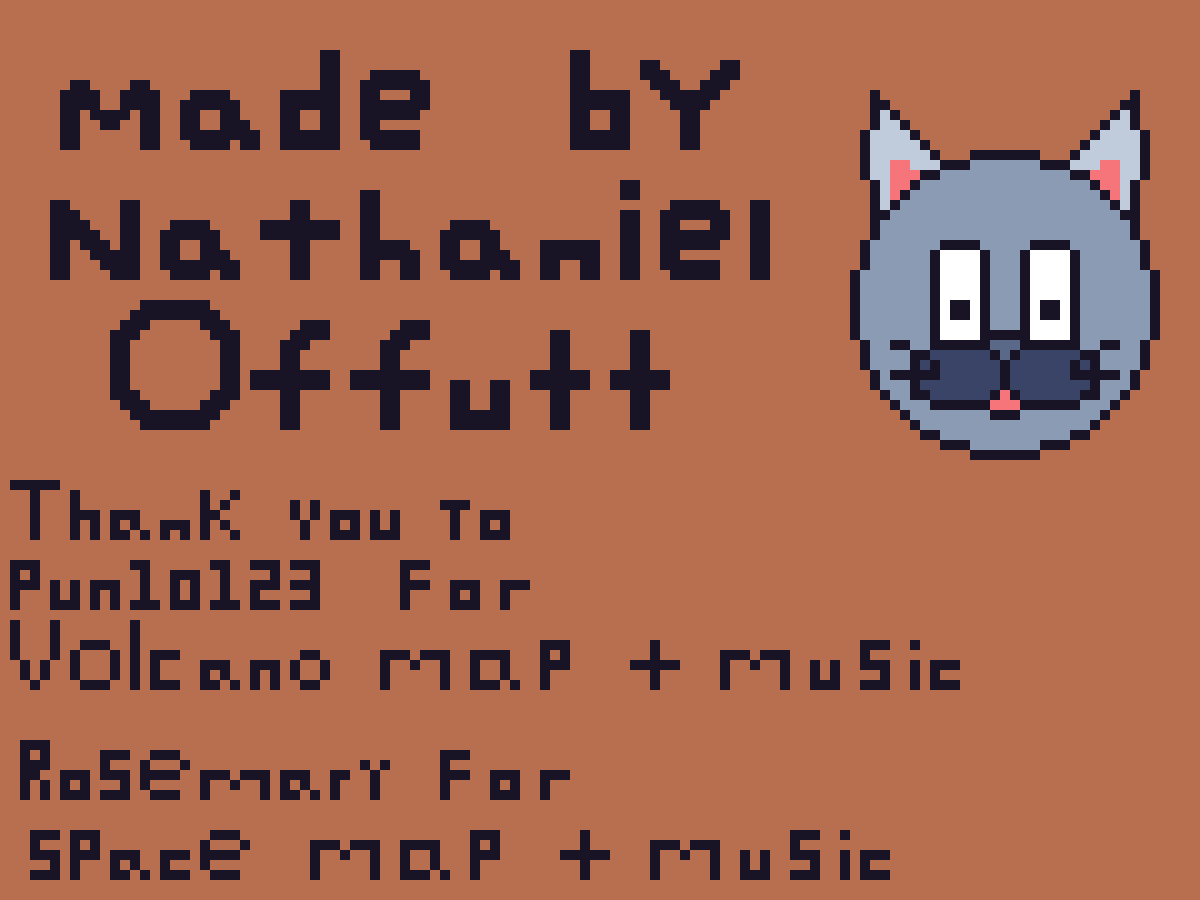 made bY
Nathaniel
Offutt
Thank you To
Pun10123 For
Volcano map + muSic
RoSemary For
SPace map + muSic